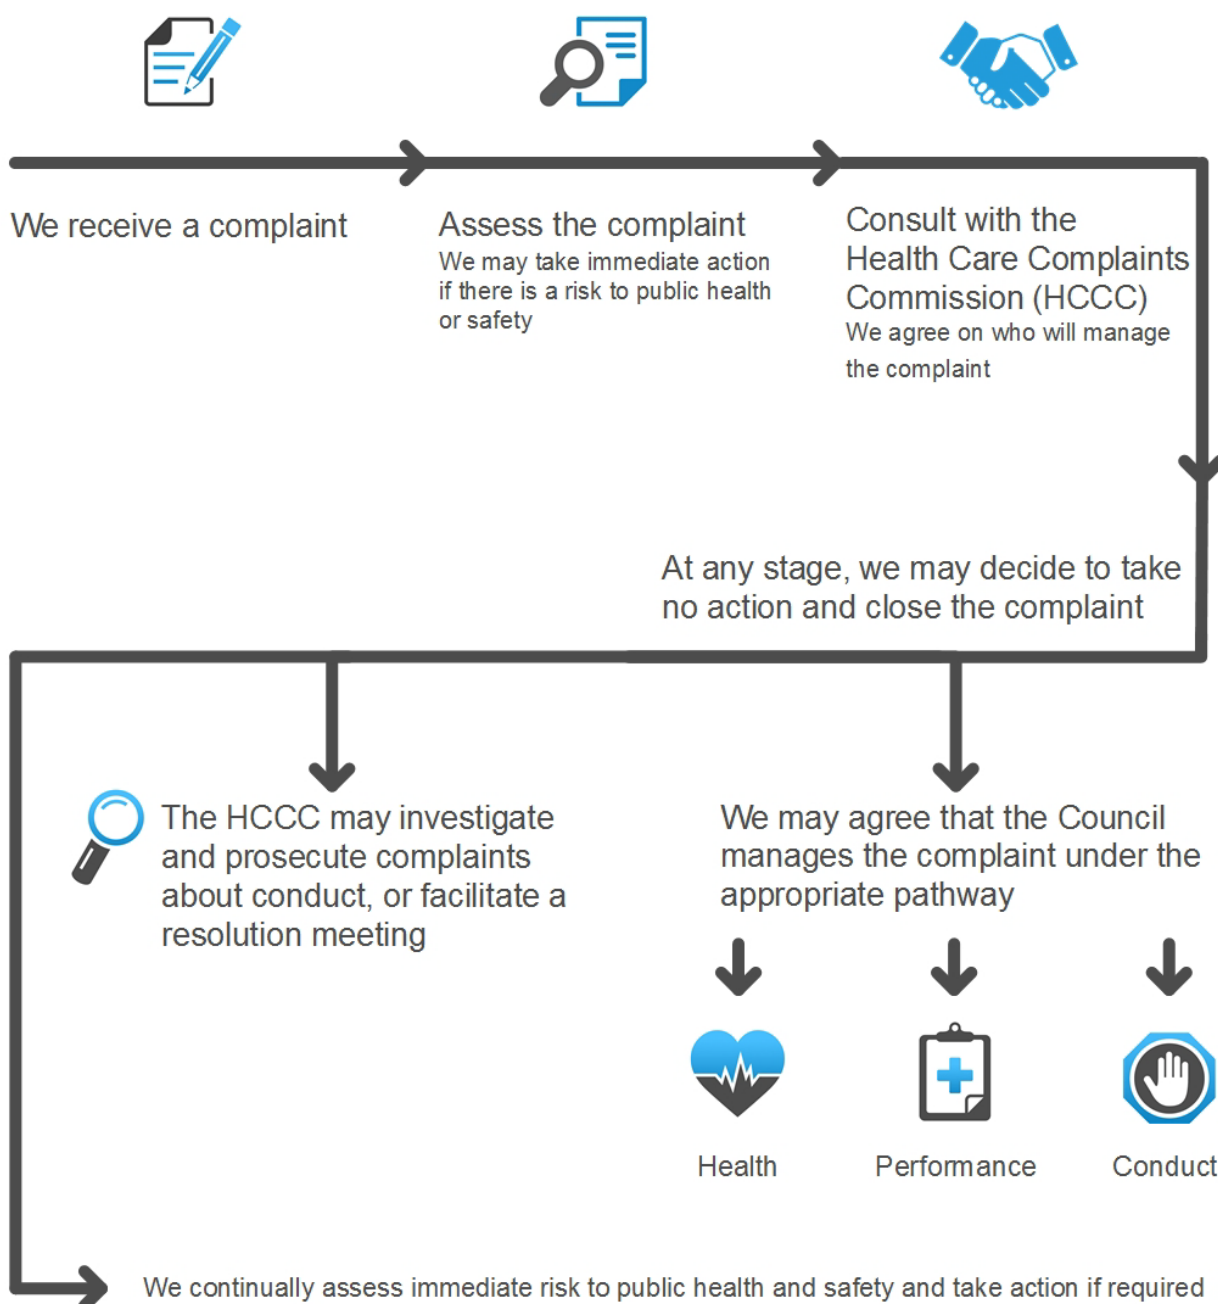 We receive a complaint
Assess the complaint
We may take immediate action
if there is a risk to public health
or safety
Consult with the
Health Care Complaints
Commission (HCCC)
We agree on who will manage
the complaint
At any stage, we may decide to take
no action and close the complaint
The HCCC may investigate
and prosecute complaints
about conduct, or facilitate a
resolution meeting
We may agree that the Council
manages the complaint under the
appropriate pathway
Health
Performance
Conduct
We continually assess immediate risk to public health and safety and take action if required